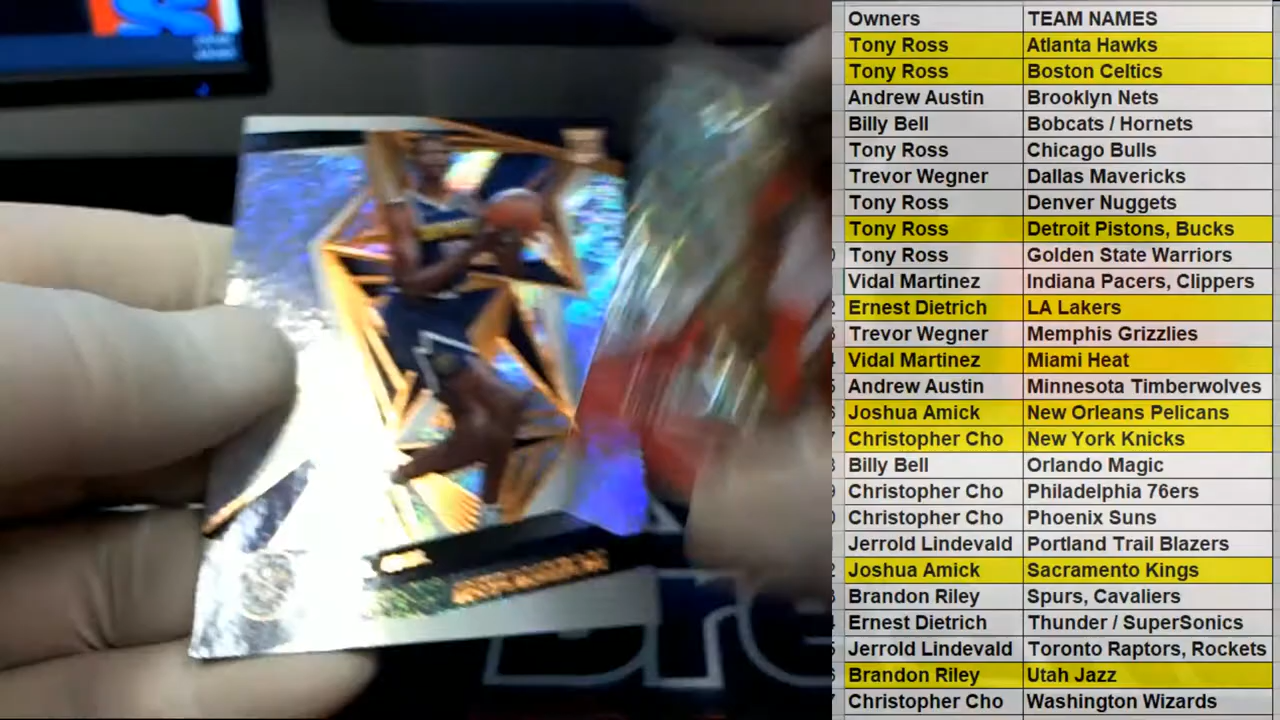 Owners TEAM NAMES
Tony Ross Atlanta Hawks
Tony Ross Boston Celtics
Andrew Austin Brooklyn Nets
Billy Bell Bobcats / Hornets
Tony Ross Chicago Bulls
Trevor Wegner Dallas Mavericks
Tony Ross Denver Nuggets
Tony Ross Detroit Pistons, Bucks
Tony Ross Golden State Warriors
Vidal Martinez Indiana Pacers, Clippers
Ernest Dietrich LA Lakers
Trevor Wegner Memphis Grizzlies
Vidal Martinez Miami Heat
Andrew Austin Minnesota Timberwolves
Joshua Amick New Orleans Pelicans
Christopher Cho New York Knicks
Billy Bell Orlando Magic
Christopher Cho Philadelphia 76ers
Christopher Cho Phoenix Suns
Jerrold Lindevald Portland Trail Blazers
Joshua Amick Sacramento Kings
Brandon Riley Spurs, Cavaliers
Ernest Dietrich Thunder / SuperSonics
Jerrold Lindevald Toronto Raptors, Rockets
Brandon Riley Utah Jazz
Christopher Cho Washington Wizards